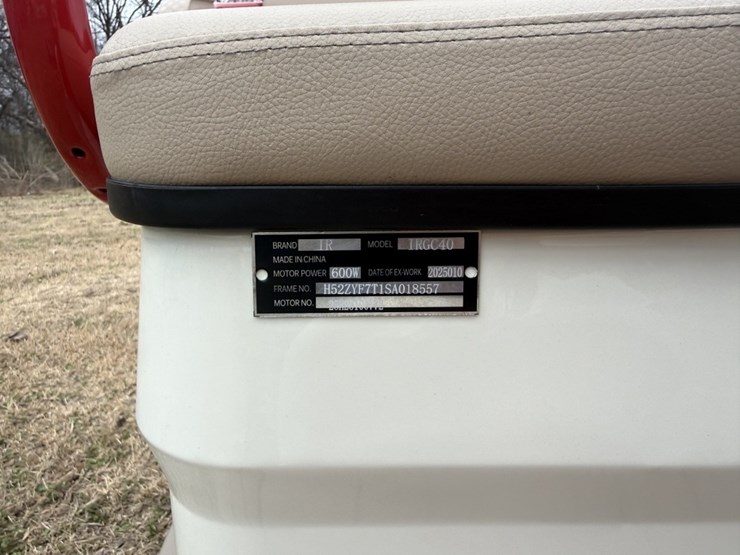 BRAND IR MODEL IRGC40
MADE IN CHINA
MOTOR POWER 600W DATE OF EX-WORK 2025010
FRAME NO. H52ZYF7T1SA018557
MOTOR NO.